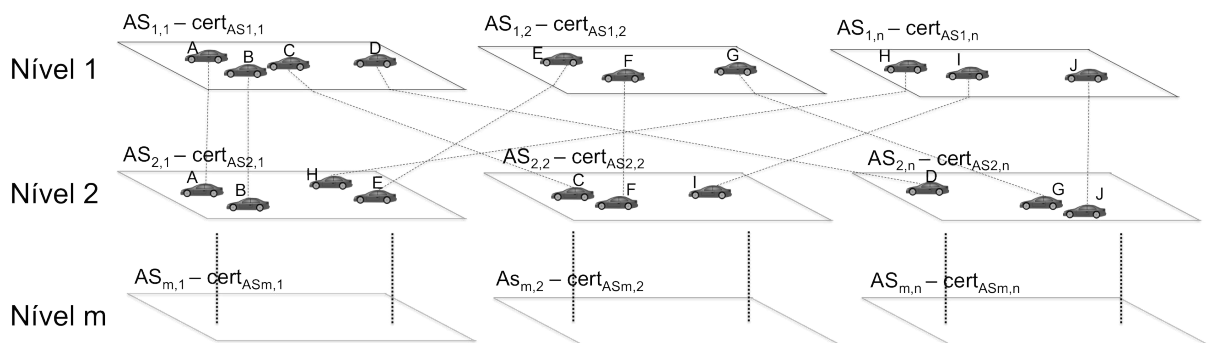 AS1,1 – certAS1,1
AS1,2 – certAS1,2
AS1,n – certAS1,n
Nível 1
A
B
C
D
E
F
G
H
I
J
AS2,1 – certAS2,1
AS2,2 – certAS2,2
AS2,n – certAS2,n
Nível 2
A
B
H
E
C
F
I
D
G
J
ASm,1 – certASm,1
Asm,2 – certASm,2
ASm,n – certASm,n
Nível m